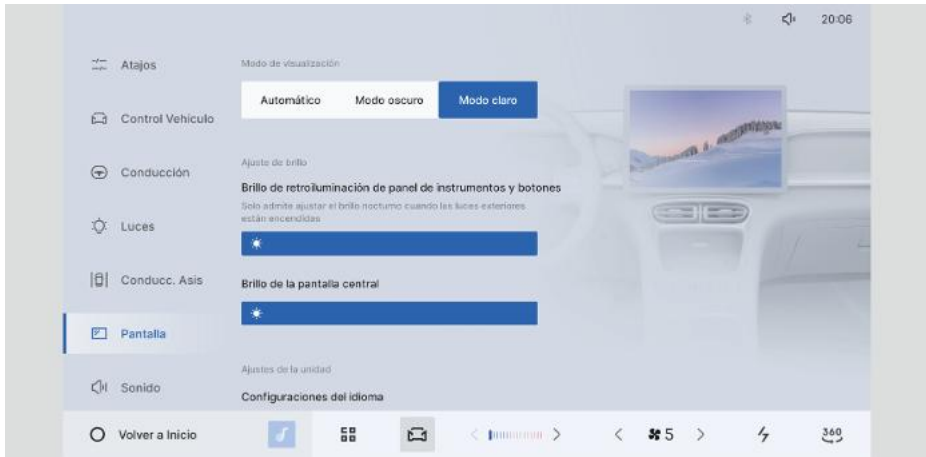 20:06
Atajos
Control Vehículo
Conducción
Luces
Conducc. Asis
Pantalla
Sonido
Modo de visualización
Automático Modo oscuro Modo claro
Ajuste de brillo
Brillo de retroiluminación de panel de instrumentos y botones
Solo admite ajustar el brillo nocturno cuando las luces exteriores
están encendidas
Brillo de la pantalla central
Ajustes de la unidad
Configuraciones del idioma
Volver a Inicio
5
360